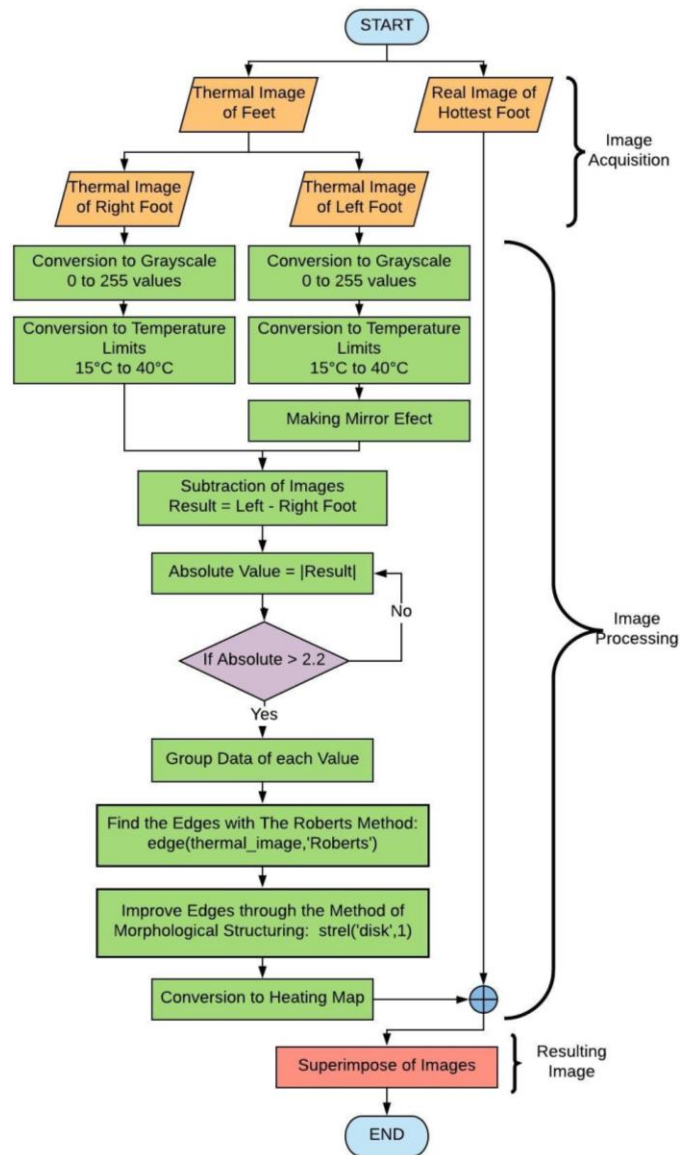 START
Thermal Image
of Feet
Real Image of
Hottest Foot
Image
Acquisition
Thermal Image
of Right Foot
Thermal Image
of Left Foot
Conversion to Grayscale
0 to 255 values
Conversion to Grayscale
0 to 255 values
Conversion to Temperature
Limits
15°C to 40°C
Conversion to Temperature
Limits
15°C to 40°C
Making Mirror Efect
Subtraction of Images
Result = Left - Right Foot
Absolute Value = |Result|
No
If Absolute > 2.2
Yes
Image
Processing
Group Data of each Value
Find the Edges with The Roberts Method:
edge(thermal_image,'Roberts')
Improve Edges through the Method of
Morphological Structuring: strel('disk',1)
Conversion to Heating Map
Superimpose of Images
Resulting
Image
END